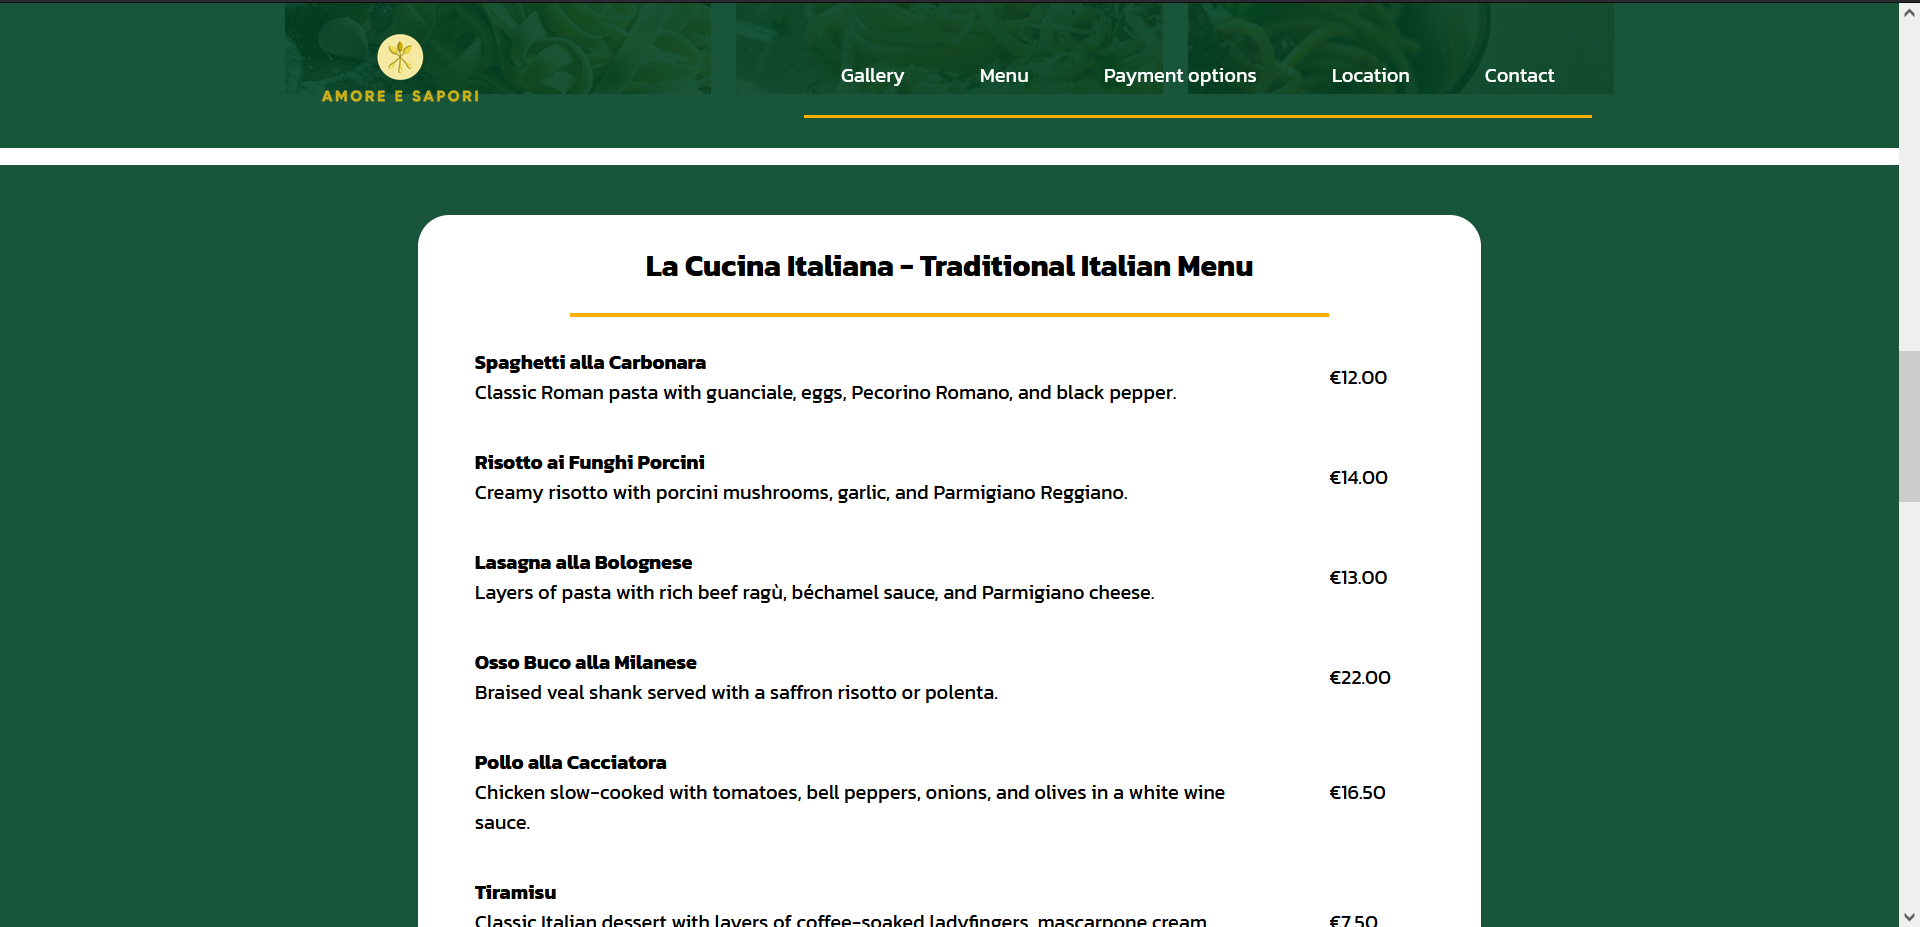 AMORE E SAPORI
Gallery Menu Payment options Location Contact
La Cucina Italiana - Traditional Italian Menu
Spaghetti alla Carbonara
Classic Roman pasta with guanciale, eggs, Pecorino Romano, and black pepper.
€12.00
Risotto ai Funghi Porcini
Creamy risotto with porcini mushrooms, garlic, and Parmigiano Reggiano.
€14.00
Lasagna alla Bolognese
Layers of pasta with rich beef ragù, béchamel sauce, and Parmigiano cheese.
€13.00
Osso Buco alla Milanese
Braised veal shank served with a saffron risotto or polenta.
€22.00
Pollo alla Cacciatora
Chicken slow-cooked with tomatoes, bell peppers, onions, and olives in a white wine
sauce.
€16.50
Tiramisu
Classic Italian dessert with layers of coffee-soaked ladyfingers, mascarpone cream
€7.50